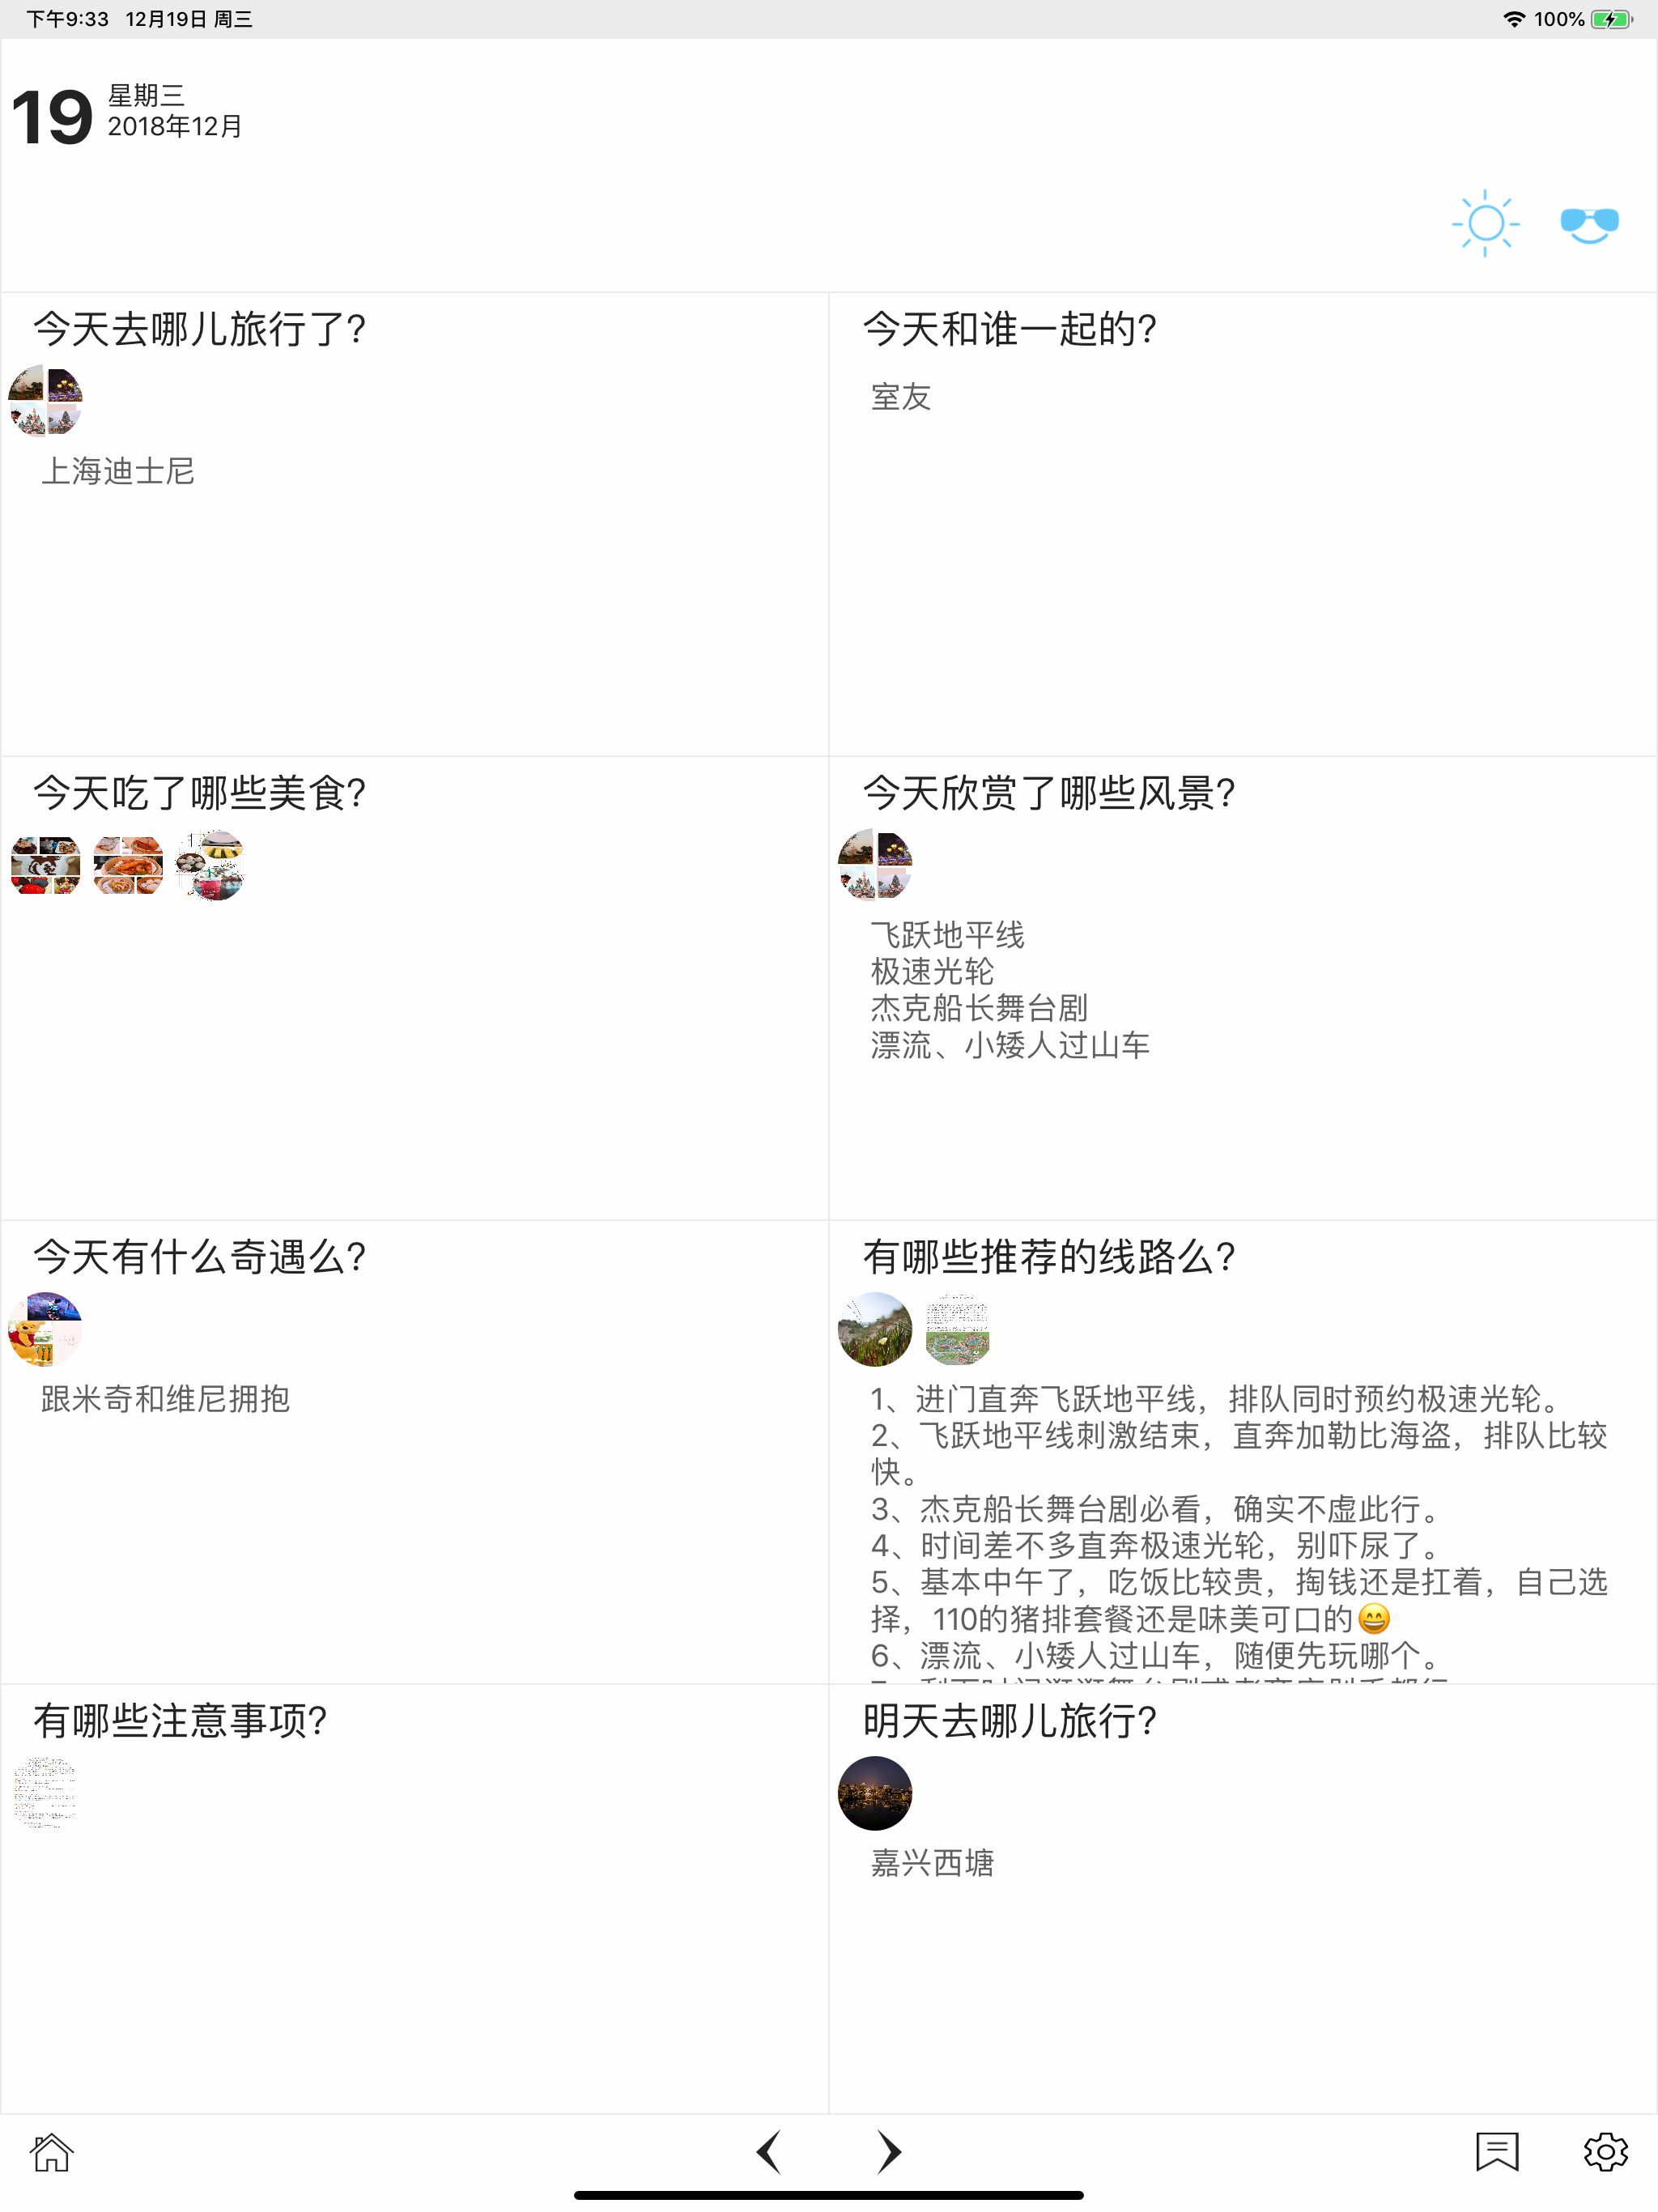 下午9:33 12月19日 周三
100%
19
星期三
2018年12月
今天去哪儿旅行了?
上海迪士尼
今天和谁一起的?
室友
今天吃了哪些美食?
今天欣赏了哪些风景?
飞跃地平线
极速光轮
杰克船长舞台剧
漂流、小矮人过山车
今天有什么奇遇么?
跟米奇和维尼拥抱
有哪些推荐的线路么?
1、进门直奔飞跃地平线，排队同时预约极速光轮。
2、飞跃地平线刺激结束，直奔加勒比海盗，排队比较
快。
3、杰克船长舞台剧必看，确实不虚此行。
4、时间差不多直奔极速光轮，别吓尿了。
5、基本中午了，吃饭比较贵，掏钱还是扛着，自己选
择，110的猪排套餐还是味美可口的😄
6、漂流、小矮人过山车，随便先玩哪个。
有哪些注意事项?
明天去哪儿旅行?
嘉兴西塘